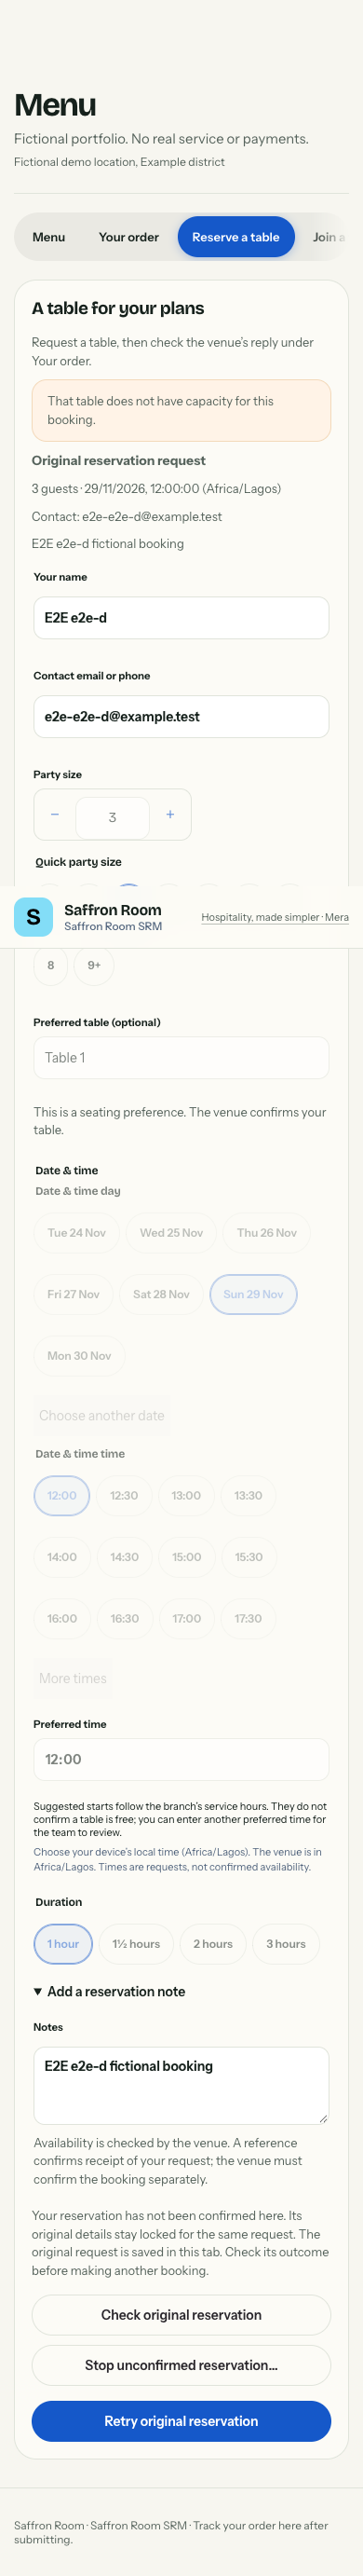 Menu
Fictional portfolio. No real service or payments.
Fictional demo location, Example district
Menu
Your order
Reserve a table
Join a
A table for your plans
Request a table, then check the venue's reply under
Your order.
That table does not have capacity for this
booking.
Original reservation request
3 guests · 29/11/2026, 12:00:00 (Africa/Lagos)
Contact: e2e-e2e-d@example.test
E2E e2e-d fictional booking
Your name
E2E e2e-d
Contact email or phone
e2e-e2e-d@example.test
Party size
−
3
+
Quick party size
S
Saffron Room
Saffron Room SRM
Hospitality, made simpler · Mera
8
9+
Preferred table (optional)
Table 1
This is a seating preference. The venue confirms your
table.
Date & time
Date & time day
Tue 24 Nov
Wed 25 Nov
Thu 26 Nov
Fri 27 Nov
Sat 28 Nov
Sun 29 Nov
Mon 30 Nov
Choose another date
Date & time time
12:00
12:30
13:00
13:30
14:00
14:30
15:00
15:30
16:00
16:30
17:00
17:30
More times
Preferred time
12:00
Suggested starts follow the branch's service hours. They do not
confirm a table is free; you can enter another preferred time for
the team to review.
Choose your device's local time (Africa/Lagos). The venue is in
Africa/Lagos. Times are requests, not confirmed availability.
Duration
1 hour
1½ hours
2 hours
3 hours
▼ Add a reservation note
Notes
E2E e2e-d fictional booking
Availability is checked by the venue. A reference
confirms receipt of your request; the venue must
confirm the booking separately.
Your reservation has not been confirmed here. Its
original details stay locked for the same request. The
original request is saved in this tab. Check its outcome
before making another booking.
Check original reservation
Stop unconfirmed reservation...
Retry original reservation
Saffron Room · Saffron Room SRM · Track your order here after
submitting.